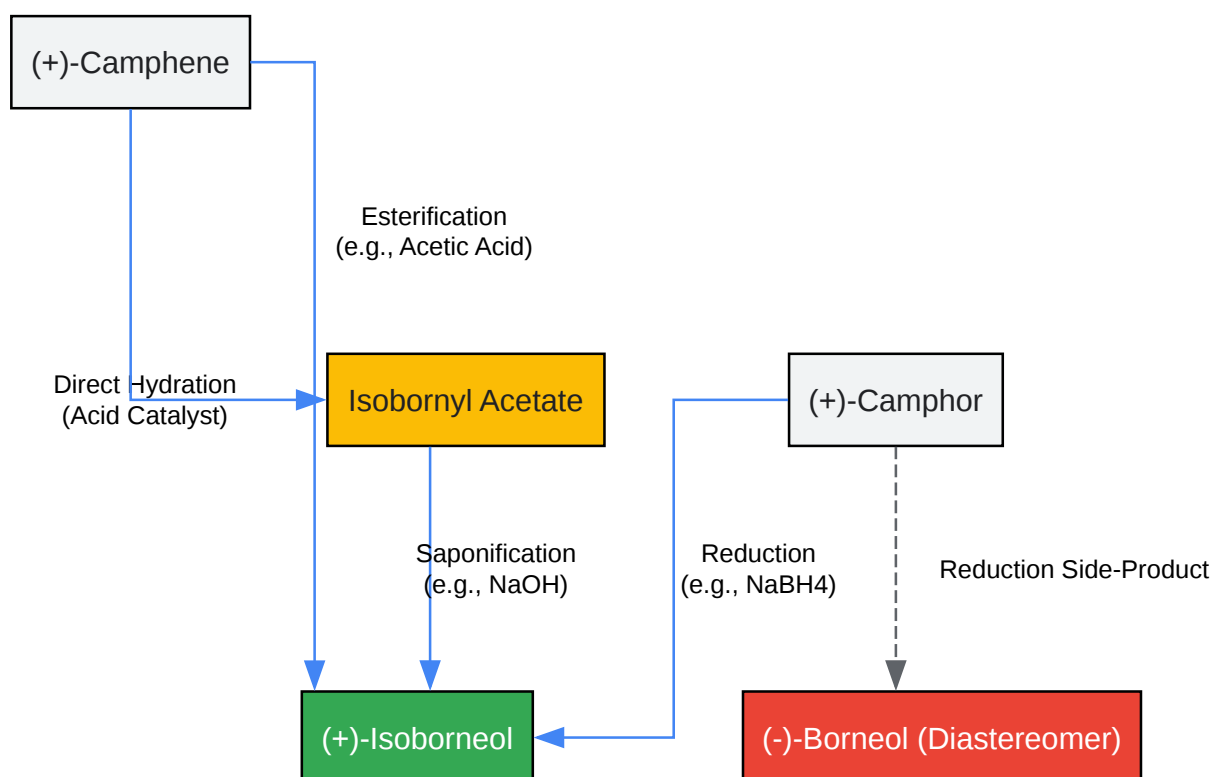 (+)-Camphene
Esterification
(e.g., Acetic Acid)
Direct Hydration
(Acid Catalyst)
Isobornyl Acetate
(+)-Camphor
Saponification
(e.g., NaOH)
Reduction
(e.g., NaBH4)
Reduction Side-Product
(+)-Isoborneol
(-)-Borneol (Diastereomer)